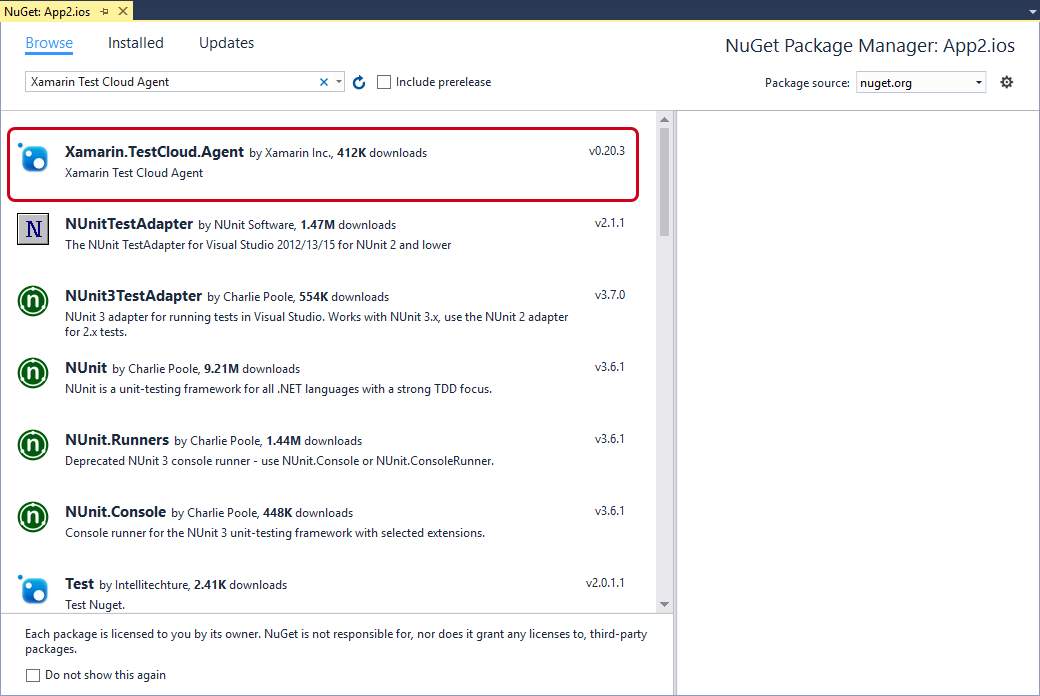 NuGet: App2.ios
Browse Installed Updates
NuGet Package Manager: App2.ios
Xamarin Test Cloud Agent
Include prerelease
Package source: nuget.org
Xamarin.TestCloud.Agent by Xamarin Inc., 412K downloads v0.20.3
Xamarin Test Cloud Agent
N
NUnitTestAdapter by NUnit Software, 1.47M downloads v2.1.1
The NUnit TestAdapter for Visual Studio 2012/13/15 for NUnit 2 and lower
n
NUnit3TestAdapter by Charlie Poole, 554K downloads v3.7.0
NUnit 3 adapter for running tests in Visual Studio. Works with NUnit 3.x, use the NUnit 2 adapter
for 2.x tests.
n
NUnit by Charlie Poole, 9.21M downloads v3.6.1
NUnit is a unit-testing framework for all .NET languages with a strong TDD focus.
n
NUnit.Runners by Charlie Poole, 1.44M downloads v3.6.1
Deprecated NUnit 3 console runner - use NUnit.Console or NUnit.ConsoleRunner.
n
NUnit.Console by Charlie Poole, 448K downloads v3.6.1
Console runner for the NUnit 3 unit-testing framework with selected extensions.
Test by Intellitechture, 2.41K downloads v2.0.1.1
Test Nuget.
Each package is licensed to you by its owner. NuGet is not responsible for, nor does it grant any licenses to, third-party
packages.
Do not show this again